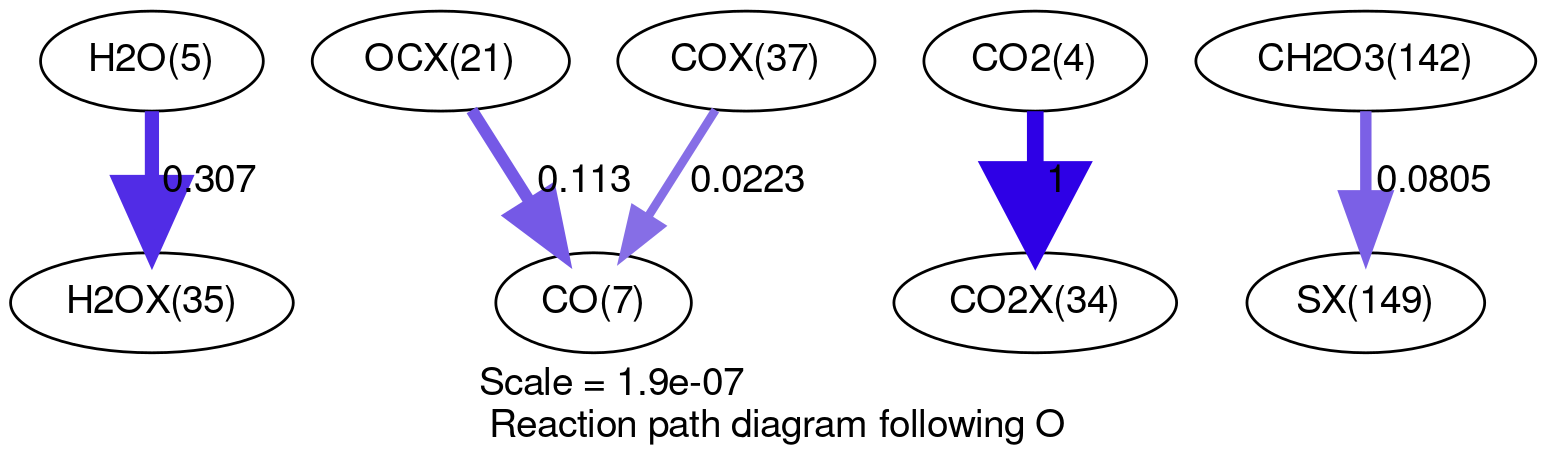 H2O(5) OCX(21) COX(37) CO2(4) CH2O3(142)
0.307 0.113 0.0223 1 0.0805
H2OX(35) CO(7) CO2X(34) SX(149)
Scale = 1.9e-07
Reaction path diagram following O